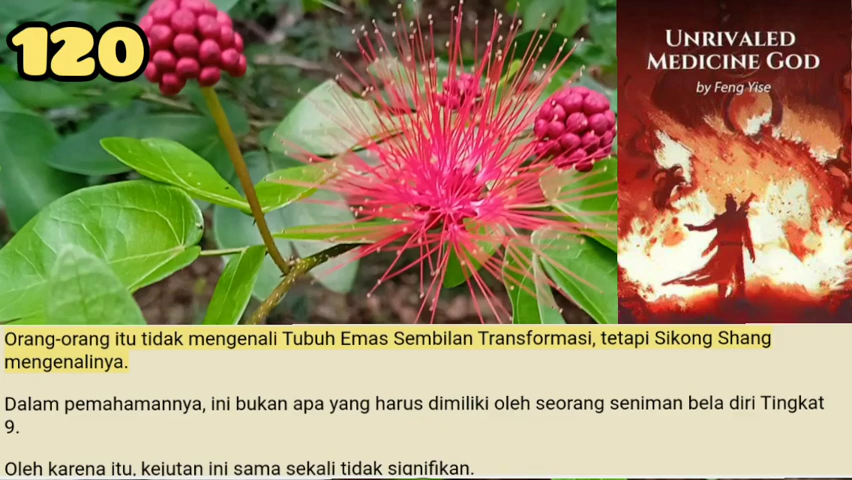 120
UNRIVALED
MEDICINE GOD
by Feng Yise
Orang-orang itu tidak mengenali Tubuh Emas Sembilan Transformasi, tetapi Sikong Shang
mengenalinya.
Dalam pemahamannya, ini bukan apa yang harus dimiliki oleh seorang seniman bela diri Tingkat
9.
Oleh karena itu, kejutan ini sama sekali tidak signifikan.